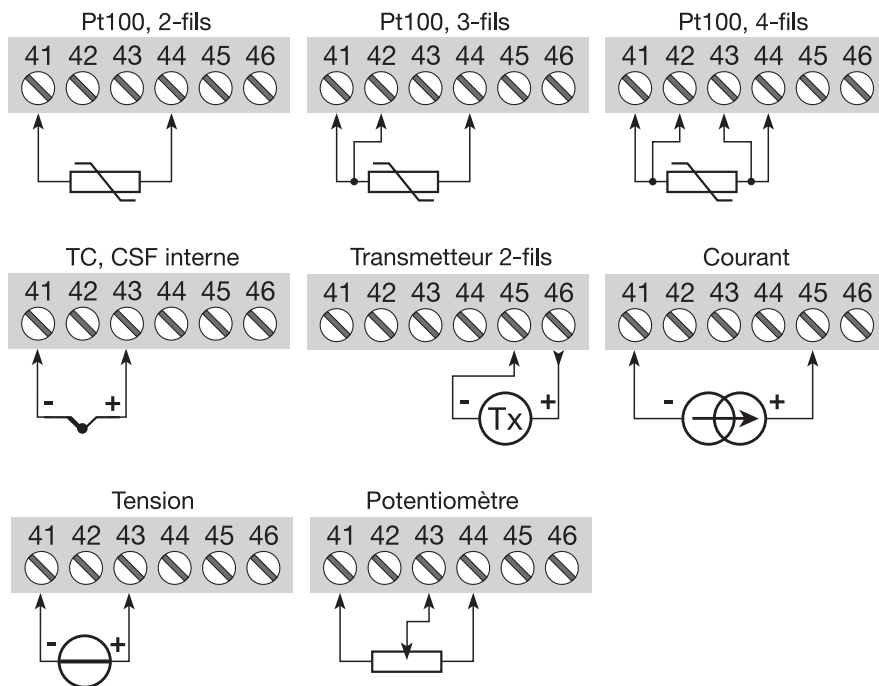 Pt100, 2-fils
41 42 43 44 45 46
Pt100, 3-fils
41 42 43 44 45 46
Pt100, 4-fils
41 42 43 44 45 46
TC, CSF interne
41 42 43 44 45 46
- +
Transmetteur 2-fils
41 42 43 44 45 46
- Tx +
Courant
41 42 43 44 45 46
- +
Tension
41 42 43 44 45 46
- +
Potentiomètre
41 42 43 44 45 46